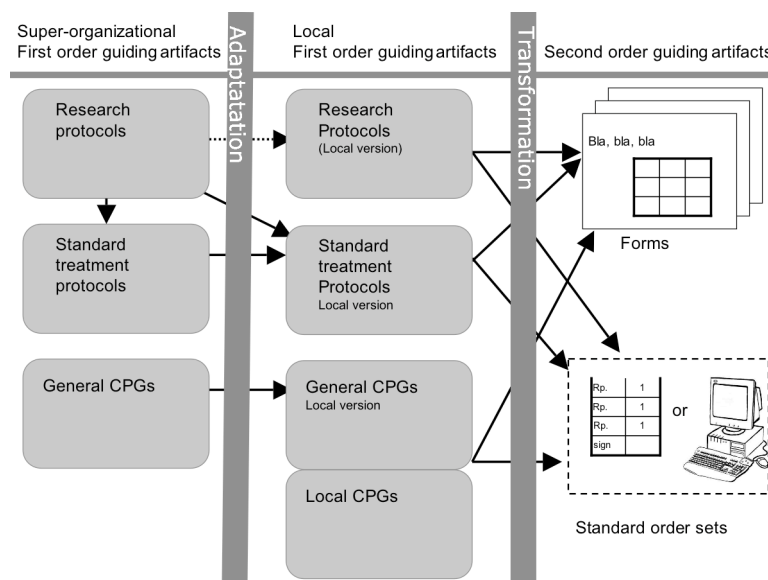 Super-organizational
First order guiding artifacts
Adaptatation
Local
First order guiding artifacts
Transformation
Second order guiding artifacts
Research
protocols
Standard
treatment
protocols
General CPGs
Research
Protocols
(Local version)
Standard
treatment
Protocols
Local version
General CPGs
Local version
Local CPGs
Bla, bla, bla
Forms
Rp. 1
Rp. 1
Rp. 1
sign
or
Standard order sets